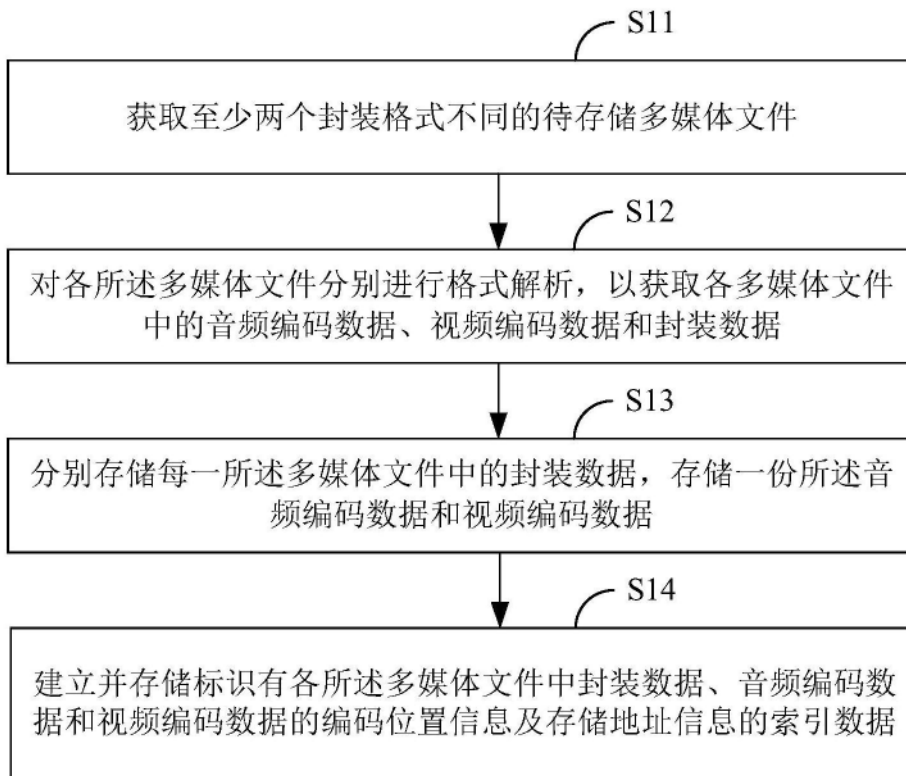 S11
获取至少两个封装格式不同的待存储多媒体文件
S12
对各所述多媒体文件分别进行格式解析，以获取各多媒体文件
中的音频编码数据、视频编码数据和封装数据
S13
分别存储每一所述多媒体文件中的封装数据，存储一份所述音
频编码数据和视频编码数据
S14
建立并存储标识有各所述多媒体文件中封装数据、音频编码数
据和视频编码数据的编码位置信息及存储地址信息的索引数据